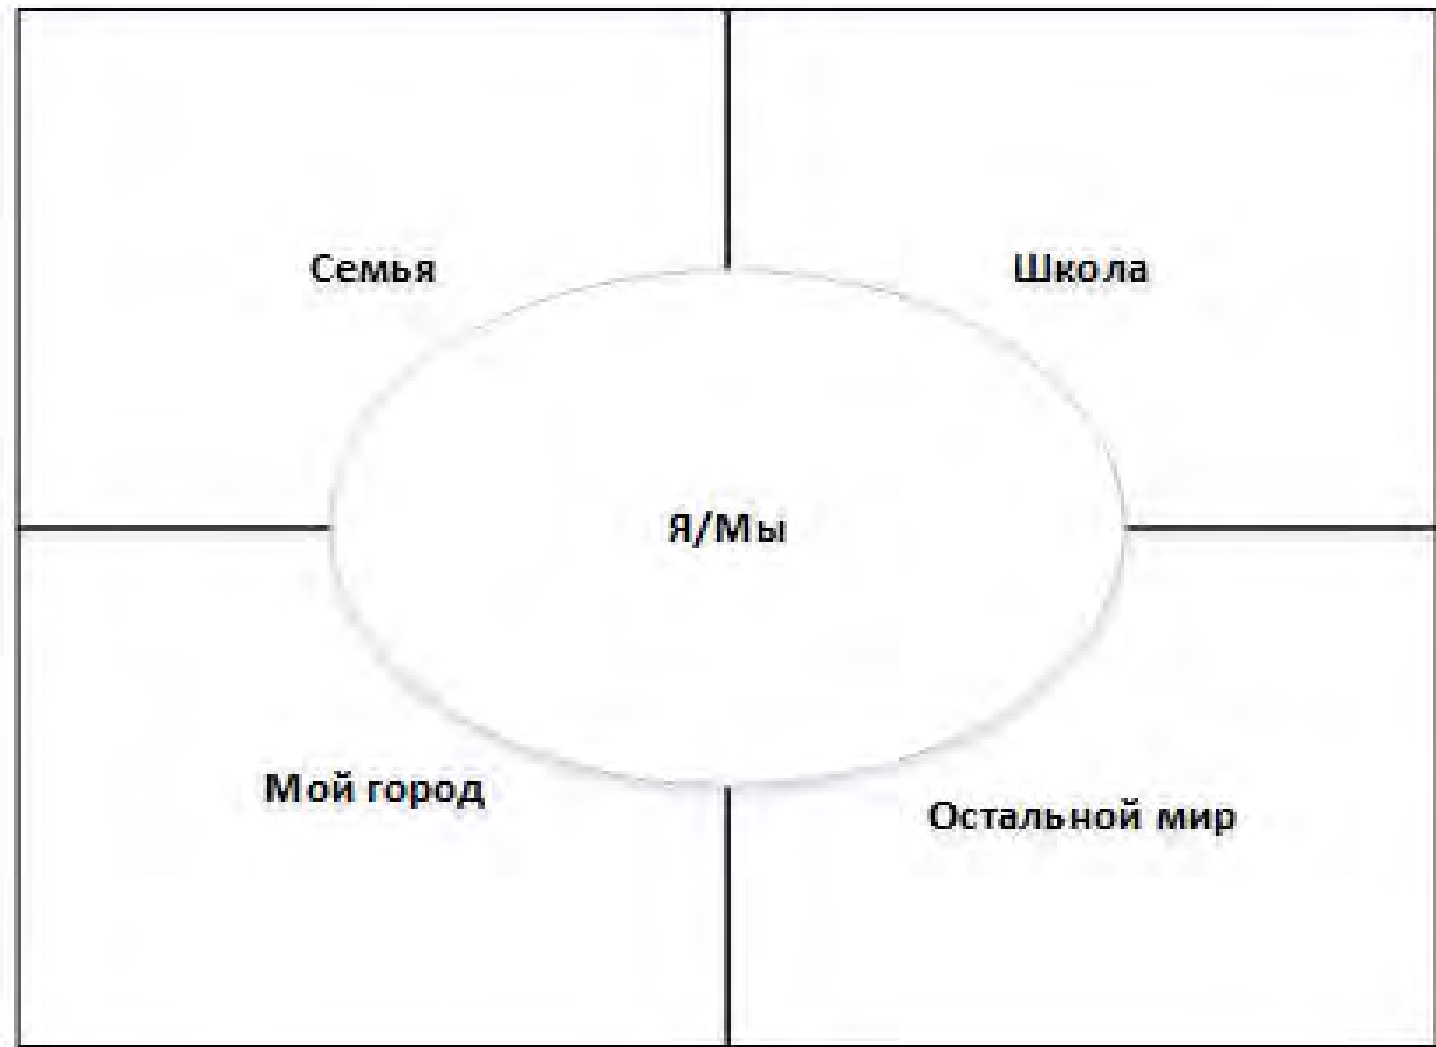 Семья
Школа
Я/Мы
Мой город
Остальной мир